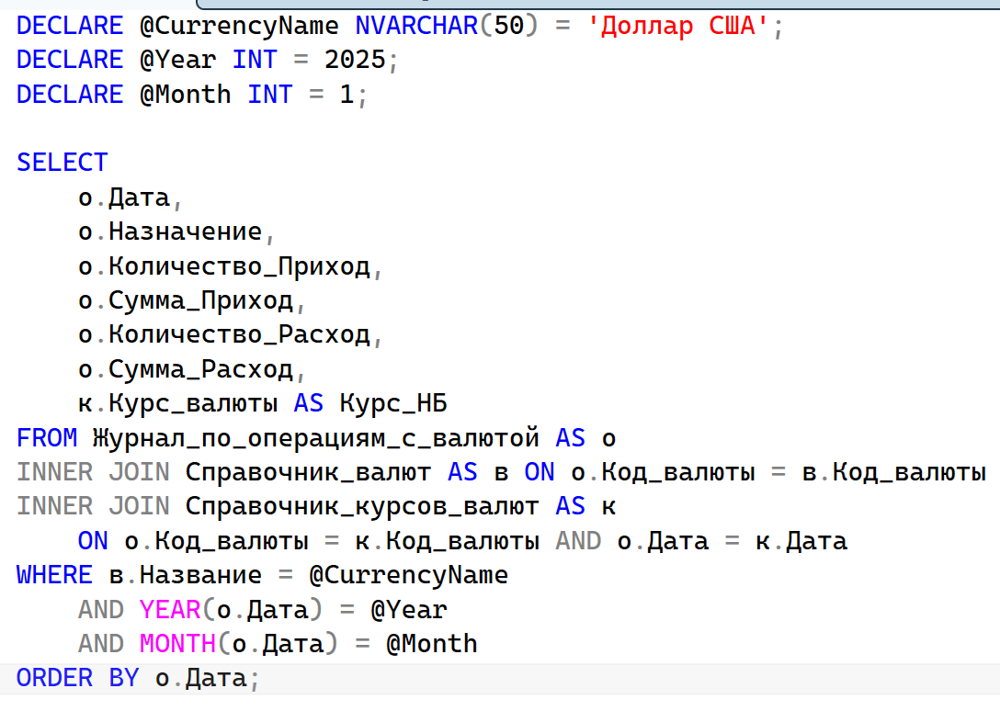 DECLARE @CurrencyName NVARCHAR(50) = 'Доллар США';
DECLARE @Year INT = 2025;
DECLARE @Month INT = 1;
SELECT
о.Дата,
о.Назначение,
о.Количество_Приход,
о.Сумма_Приход,
о.Количество_Расход,
о.Сумма_Расход,
к.Курс_валюты AS Курс_НБ
FROM Журнал_по_операциям_с_валютой AS о
INNER JOIN Справочник_валют AS в ON о.Код_валюты = в.Код_валюты
INNER JOIN Справочник_курсов_валют AS к
ON о.Код_валюты = к.Код_валюты AND о.Дата = к.Дата
WHERE в.Название = @CurrencyName
AND YEAR(о.Дата) = @Year
AND MONTH(о.Дата) = @Month
ORDER BY о.Дата;